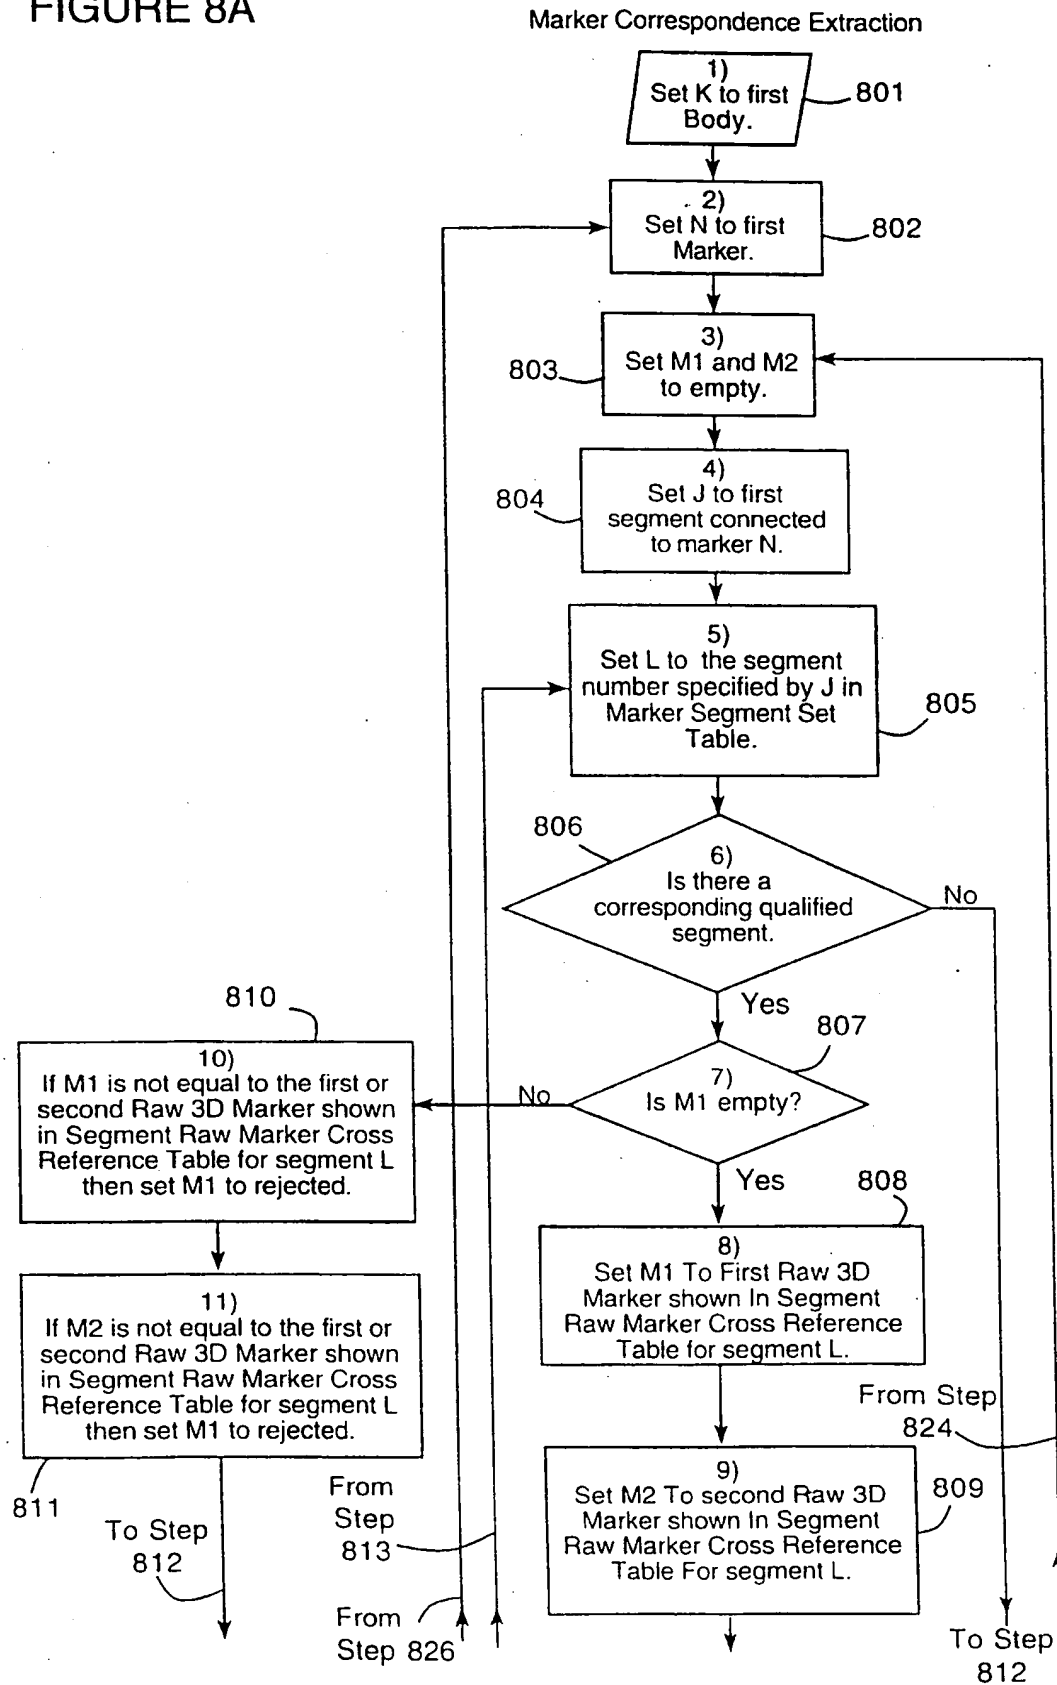 FIGURE 8A
Marker Correspondence Extraction
1)
Set K to first
Body.
801
2)
Set N to first
Marker.
802
3)
Set M1 and M2
to empty.
803
4)
Set J to first
segment connected
to marker N.
804
5)
Set L to the segment
number specified by J in
Marker Segment Set
Table.
805
806
6)
Is there a
corresponding qualified
segment.
No
Yes
807
7)
Is M1 empty?
No
Yes
810
10)
If M1 is not equal to the first or
second Raw 3D Marker shown
in Segment Raw Marker Cross
Reference Table for segment L
then set M1 to rejected.
808
8)
Set M1 To First Raw 3D
Marker shown In Segment
Raw Marker Cross Reference
Table for segment L.
11)
If M2 is not equal to the first or
second Raw 3D Marker shown
in Segment Raw Marker Cross
Reference Table for segment L
then set M1 to rejected.
811
From Step
824
9)
Set M2 To second Raw 3D
Marker shown In Segment
Raw Marker Cross Reference
Table For segment L.
809
To Step
812
From
Step
813
From
Step 826
To Step
812